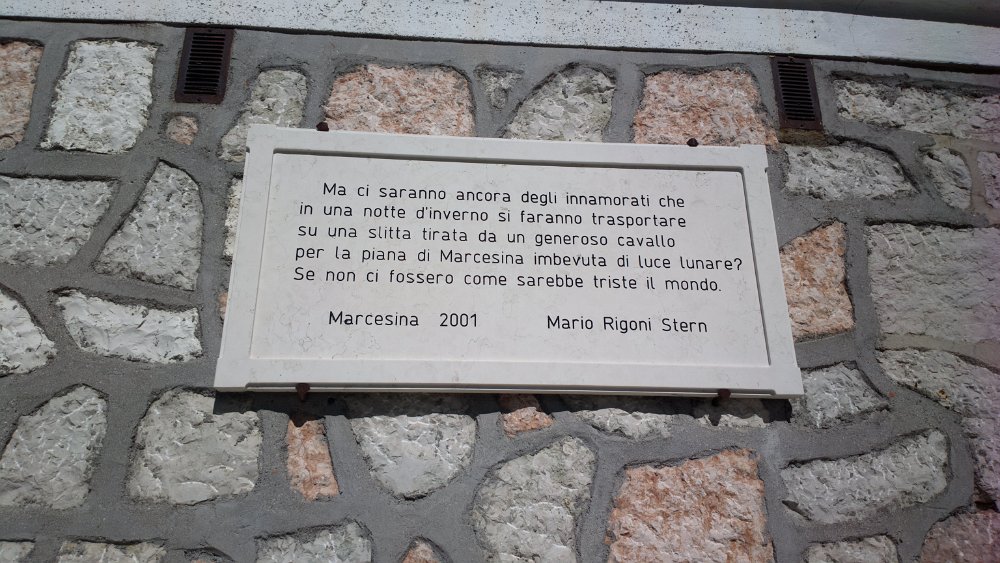 Ma ci saranno ancora degli innamorati che
in una notte d'inverno si faranno trasportare
su una slitta tirata da un generoso cavallo
per la piana di Marcesina imbevuta di luce lunare?
Se non ci fossero come sarebbe triste il mondo.
Marcesina 2001 Mario Rigoni Stern